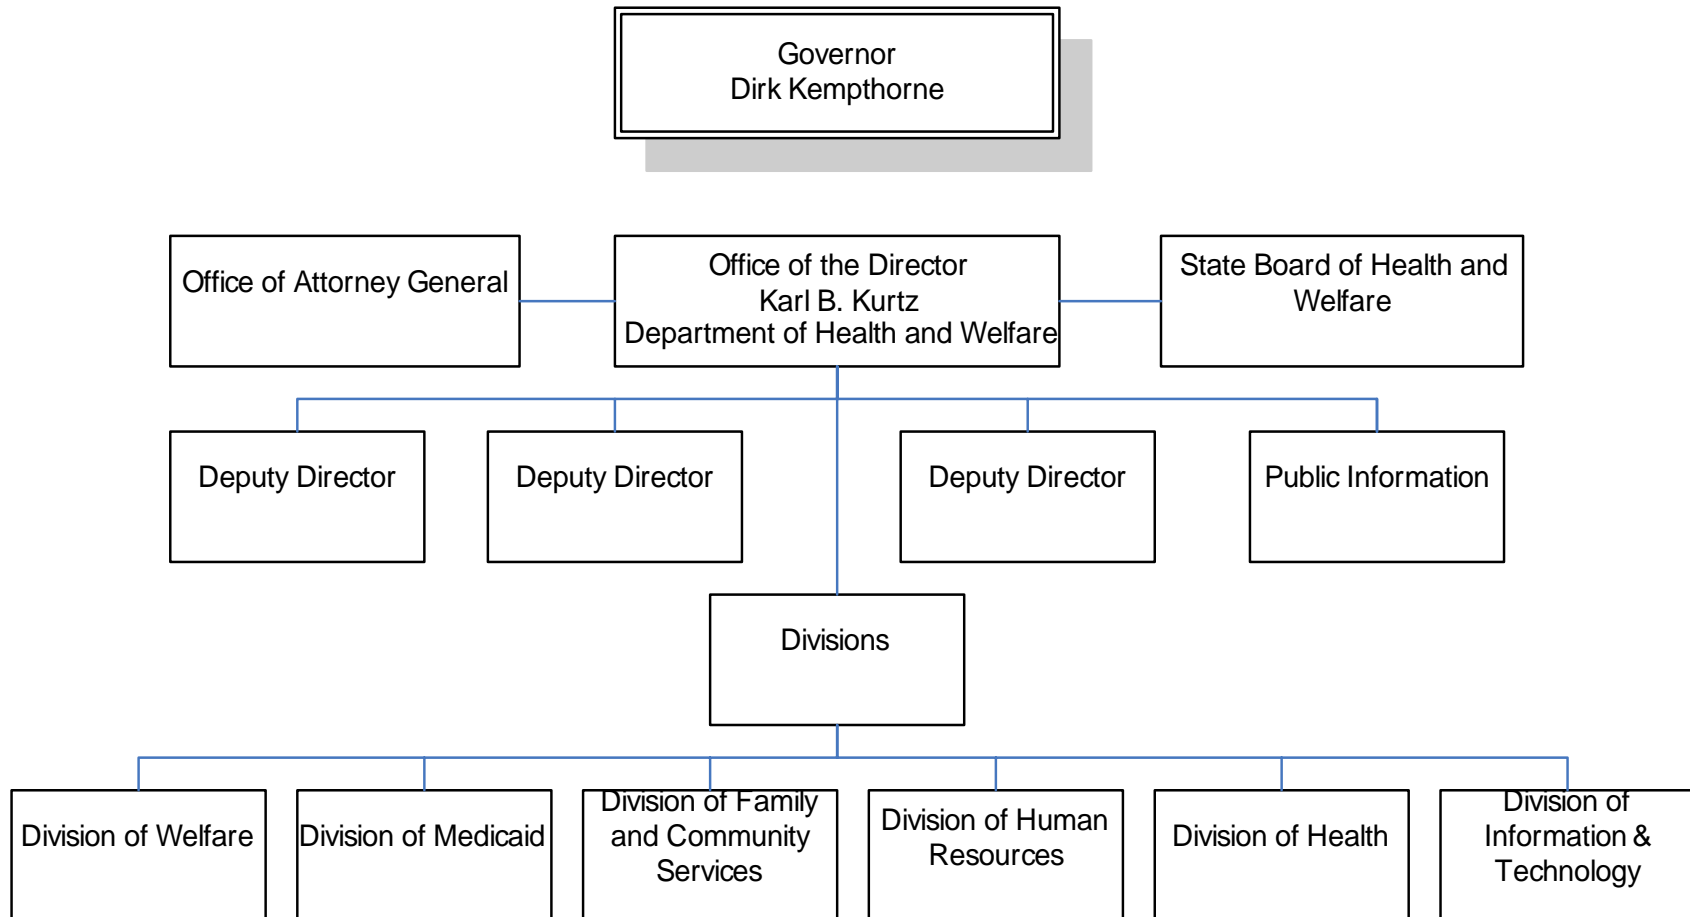 Governor
Dirk Kempthorne
Office of Attorney General
Office of the Director
Karl B. Kurtz
Department of Health and Welfare
State Board of Health and
Welfare
Deputy Director
Deputy Director
Deputy Director
Public Information
Divisions
Division of Welfare
Division of Medicaid
Division of Family
and Community
Services
Division of Human
Resources
Division of Health
Division of
Information &
Technology